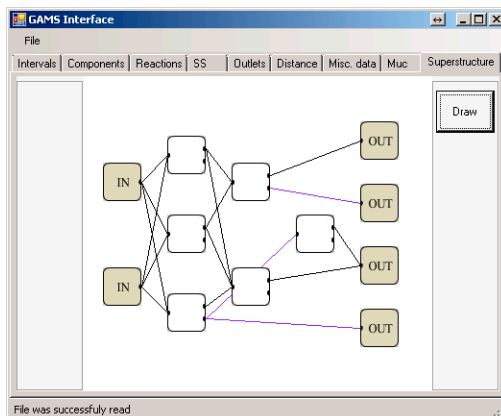 GAMS Interface
File
Intervals Components Reactions SS Outlets Distance Misc. data Muc Superstructure
Draw
OUT
IN
OUT
OUT
IN
OUT
File was successfuly read